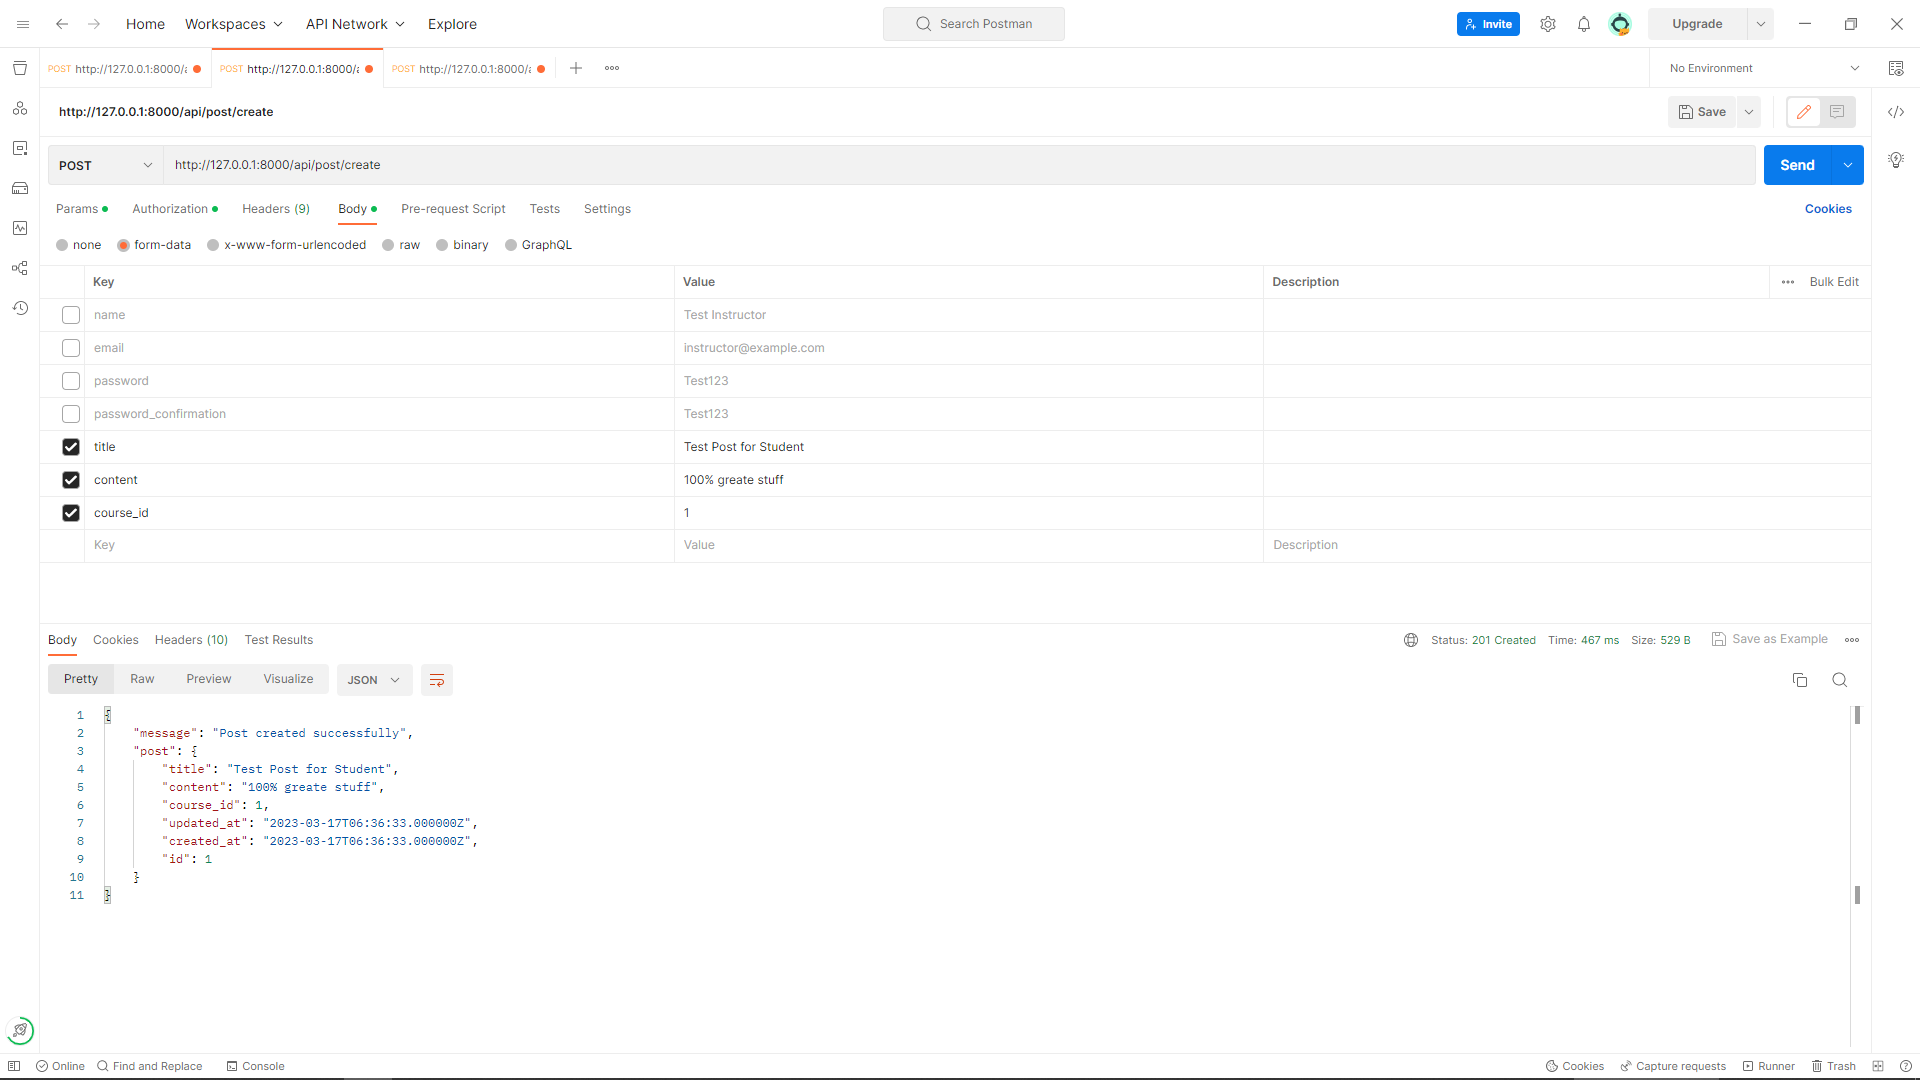 Home Workspaces API Network Explore Search Postman Invite Upgrade
POST http://127.0.0.1:8000/a POST http://127.0.0.1:8000/a POST http://127.0.0.1:8000/a No Environment
http://127.0.0.1:8000/api/post/create Save
POST http://127.0.0.1:8000/api/post/create Send
Params Authorization Headers (9) Body Pre-request Script Tests Settings Cookies
none form-data x-www-form-urlencoded raw binary GraphQL
Key Value Description Bulk Edit
name Test Instructor
email instructor@example.com
password Test123
password_confirmation Test123
title Test Post for Student
content 100% greate stuff
course_id 1
Key Value Description
Body Cookies Headers (10) Test Results Status: 201 Created Time: 467 ms Size: 529 B Save as Example
Pretty Raw Preview Visualize JSON
1 {
2 "message": "Post created successfully",
3 "post": {
4 "title": "Test Post for Student",
5 "content": "100% greate stuff",
6 "course_id": 1,
7 "updated_at": "2023-03-17T06:36:33.000000Z",
8 "created_at": "2023-03-17T06:36:33.000000Z",
9 "id": 1
10 }
11 }
Online Find and Replace Console Cookies Capture requests Runner Trash